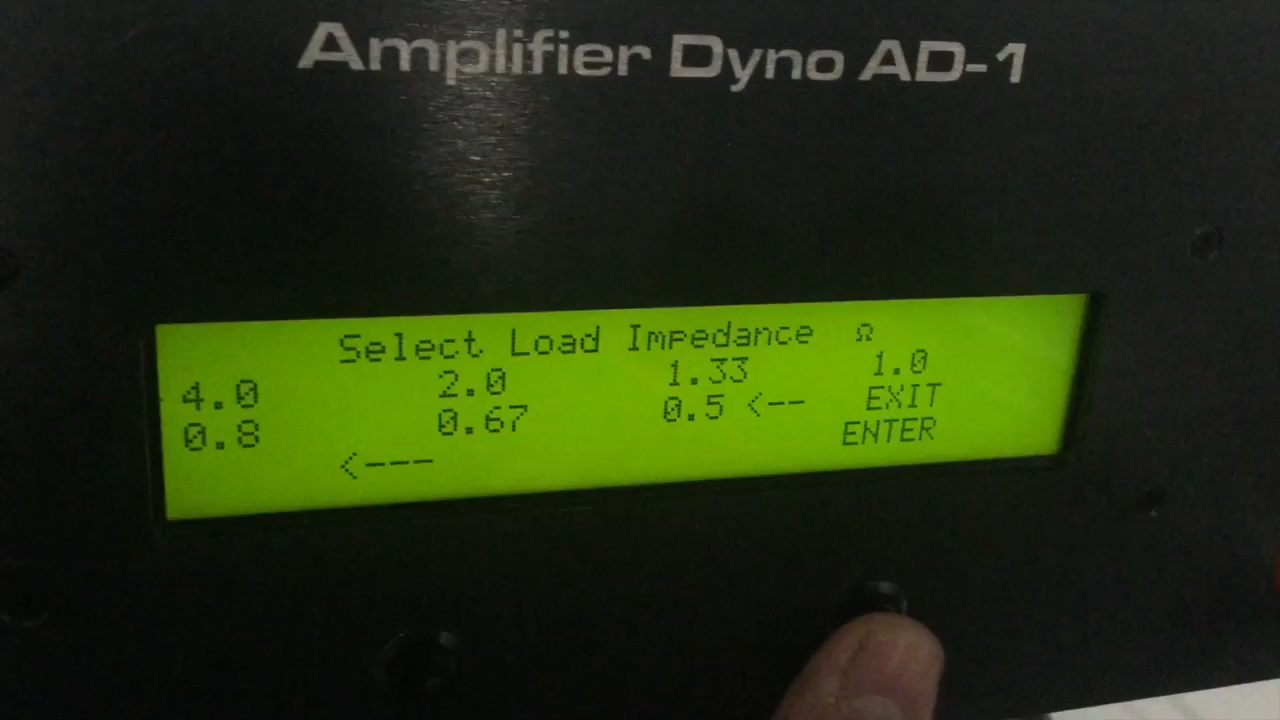 Amplifier Dyno AD-1
Select Load Impedance Ω
4.0 2.0 1.33 1.0
0.8 0.67 0.5 <-- EXIT
<--- ENTER